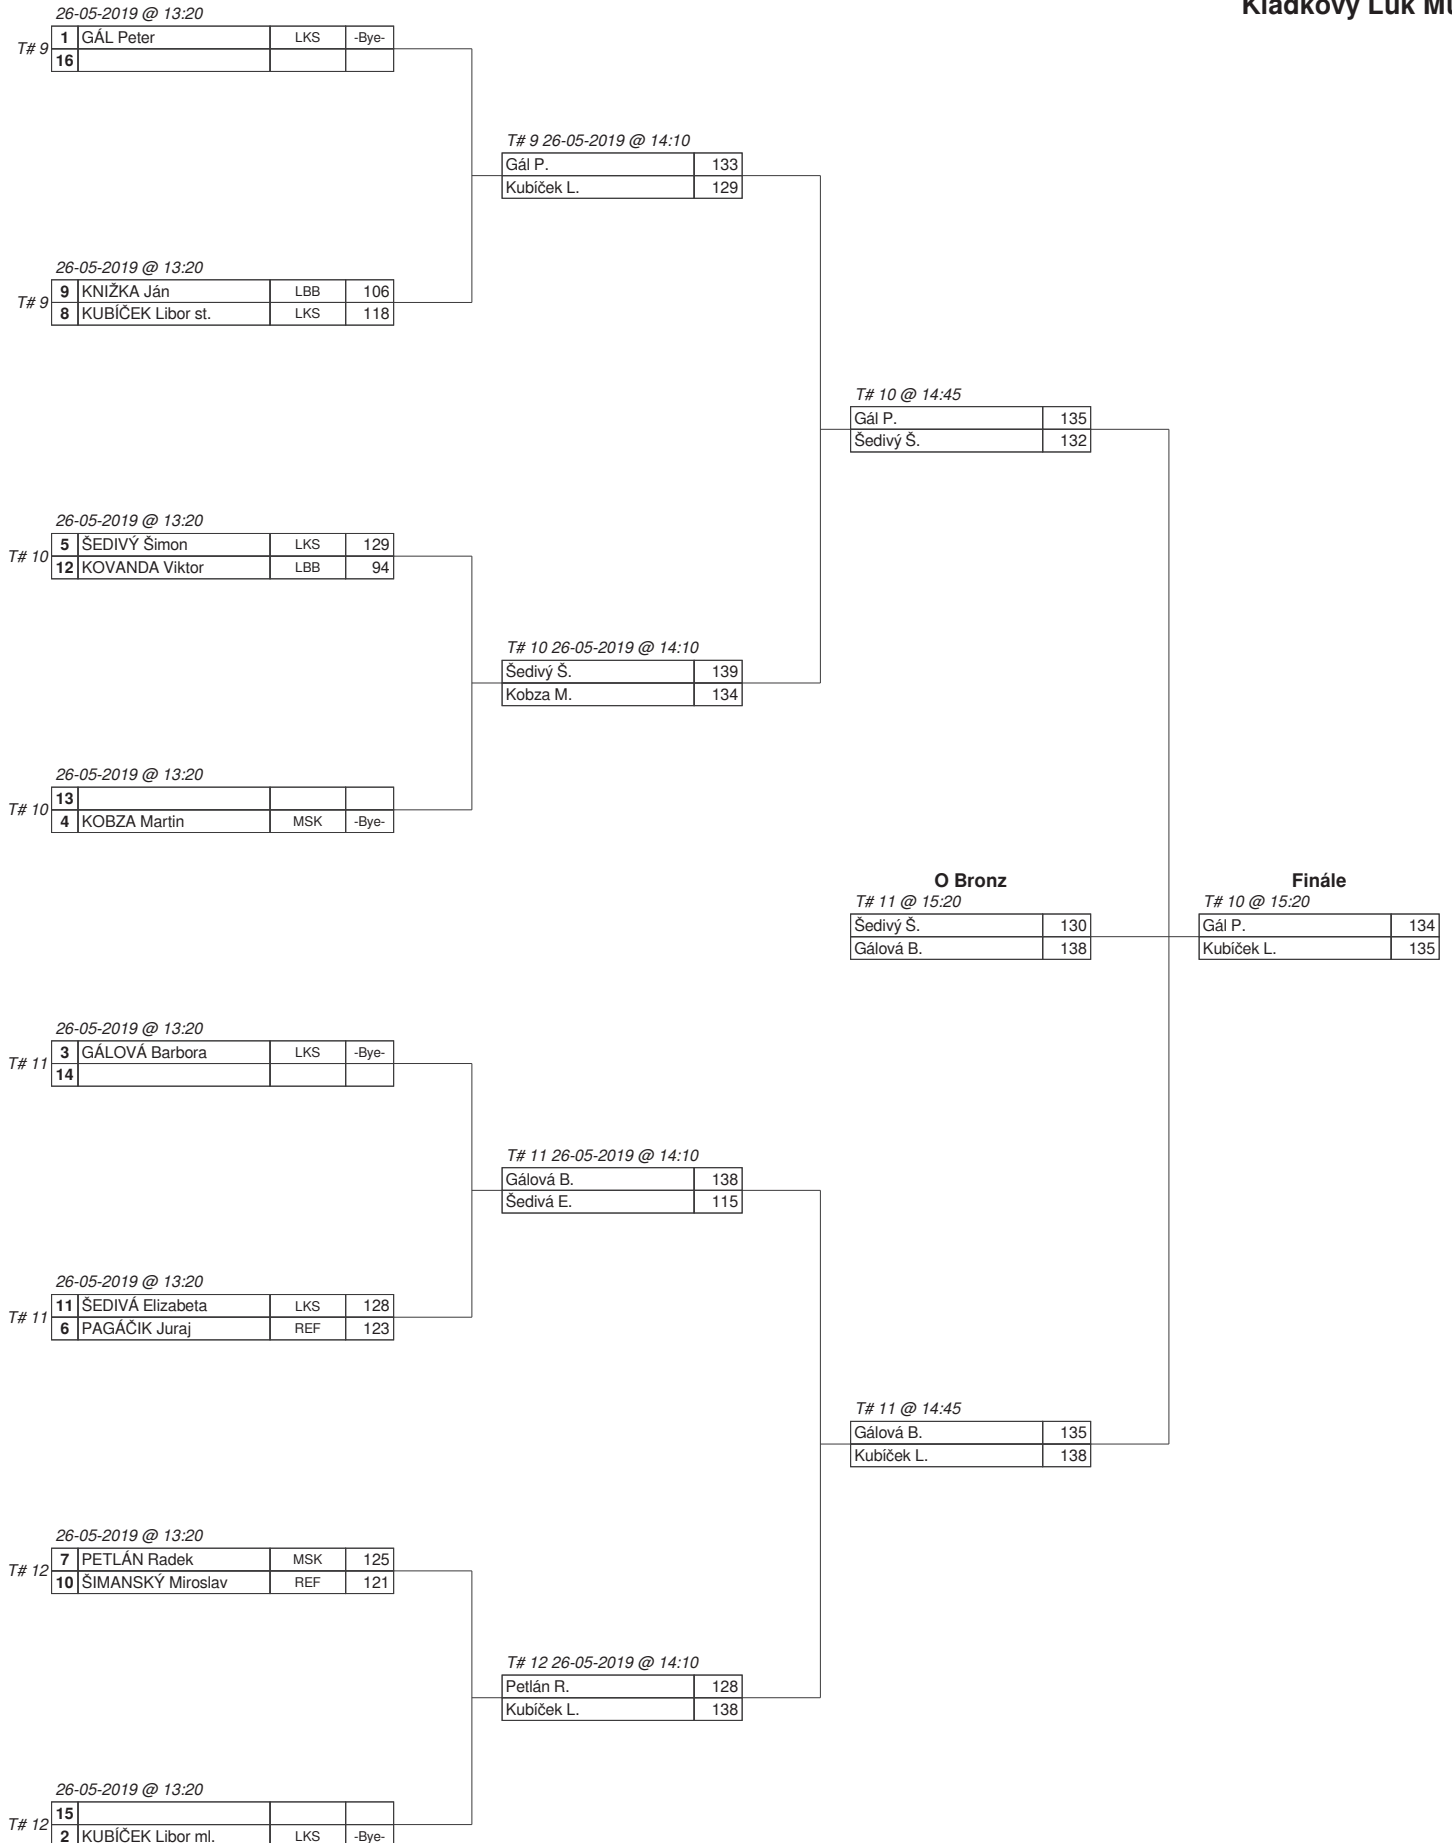 Kladkový Luk
26-05-2019 @ 13:20
T# 9
1 GÁL Peter LKS -Bye-
16
T# 9 26-05-2019 @ 14:10
Gál P. 133
Kubíček L. 129
26-05-2019 @ 13:20
T# 9
9 KNIŽKA Ján LBB 106
8 KUBÍČEK Libor st. LKS 118
T# 10 @ 14:45
Gál P. 135
Šedivý Š. 132
26-05-2019 @ 13:20
T# 10
5 ŠEDIVÝ Šimon LKS 129
12 KOVANDA Viktor LBB 94
T# 10 26-05-2019 @ 14:10
Šedivý Š. 139
Kobza M. 134
26-05-2019 @ 13:20
T# 10
13
4 KOBZA Martin MSK -Bye-
O Bronz
T# 11 @ 15:20
Šedivý Š. 130
Gálová B. 138
Finále
T# 10 @ 15:20
Gál P. 134
Kubíček L. 135
26-05-2019 @ 13:20
T# 11
3 GÁLOVÁ Barbora LKS -Bye-
14
T# 11 26-05-2019 @ 14:10
Gálová B. 138
Šedivá E. 115
26-05-2019 @ 13:20
T# 11
11 ŠEDIVÁ Elizabeta LKS 128
6 PAGÁČIK Juraj REF 123
T# 11 @ 14:45
Gálová B. 135
Kubíček L. 138
26-05-2019 @ 13:20
T# 12
7 PETLÁN Radek MSK 125
10 ŠIMANSKÝ Miroslav REF 121
T# 12 26-05-2019 @ 14:10
Petlán R. 128
Kubíček L. 138
26-05-2019 @ 13:20
T# 12
15
2 KUBÍČEK Libor ml. LKS -Bye-